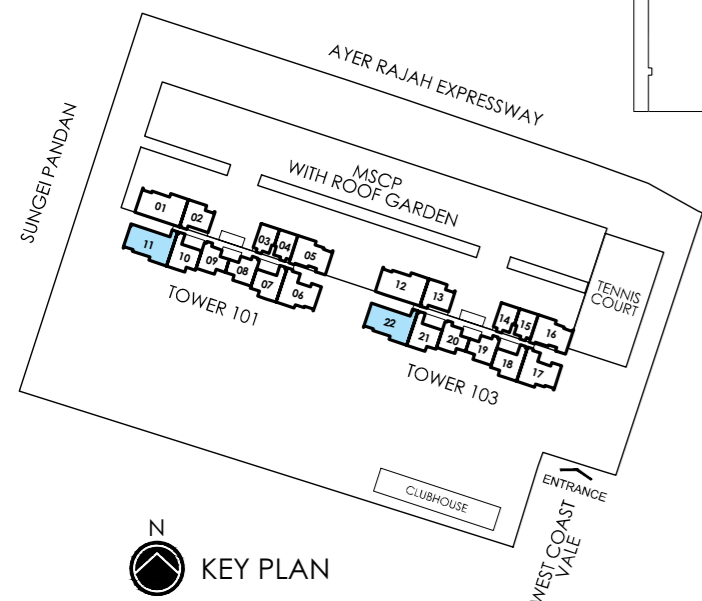 AYER RAJAH EXPRESSWAY
SUNGEI PANDAN
MSCP
WITH ROOF GARDEN
TENNIS
COURT
01
02
03
04
05
11
10
09
08
07
06
TOWER 101
12
13
14
15
16
22
21
20
19
18
17
TOWER 103
CLUBHOUSE
ENTRANCE
WEST COAST
VALE
N
KEY PLAN